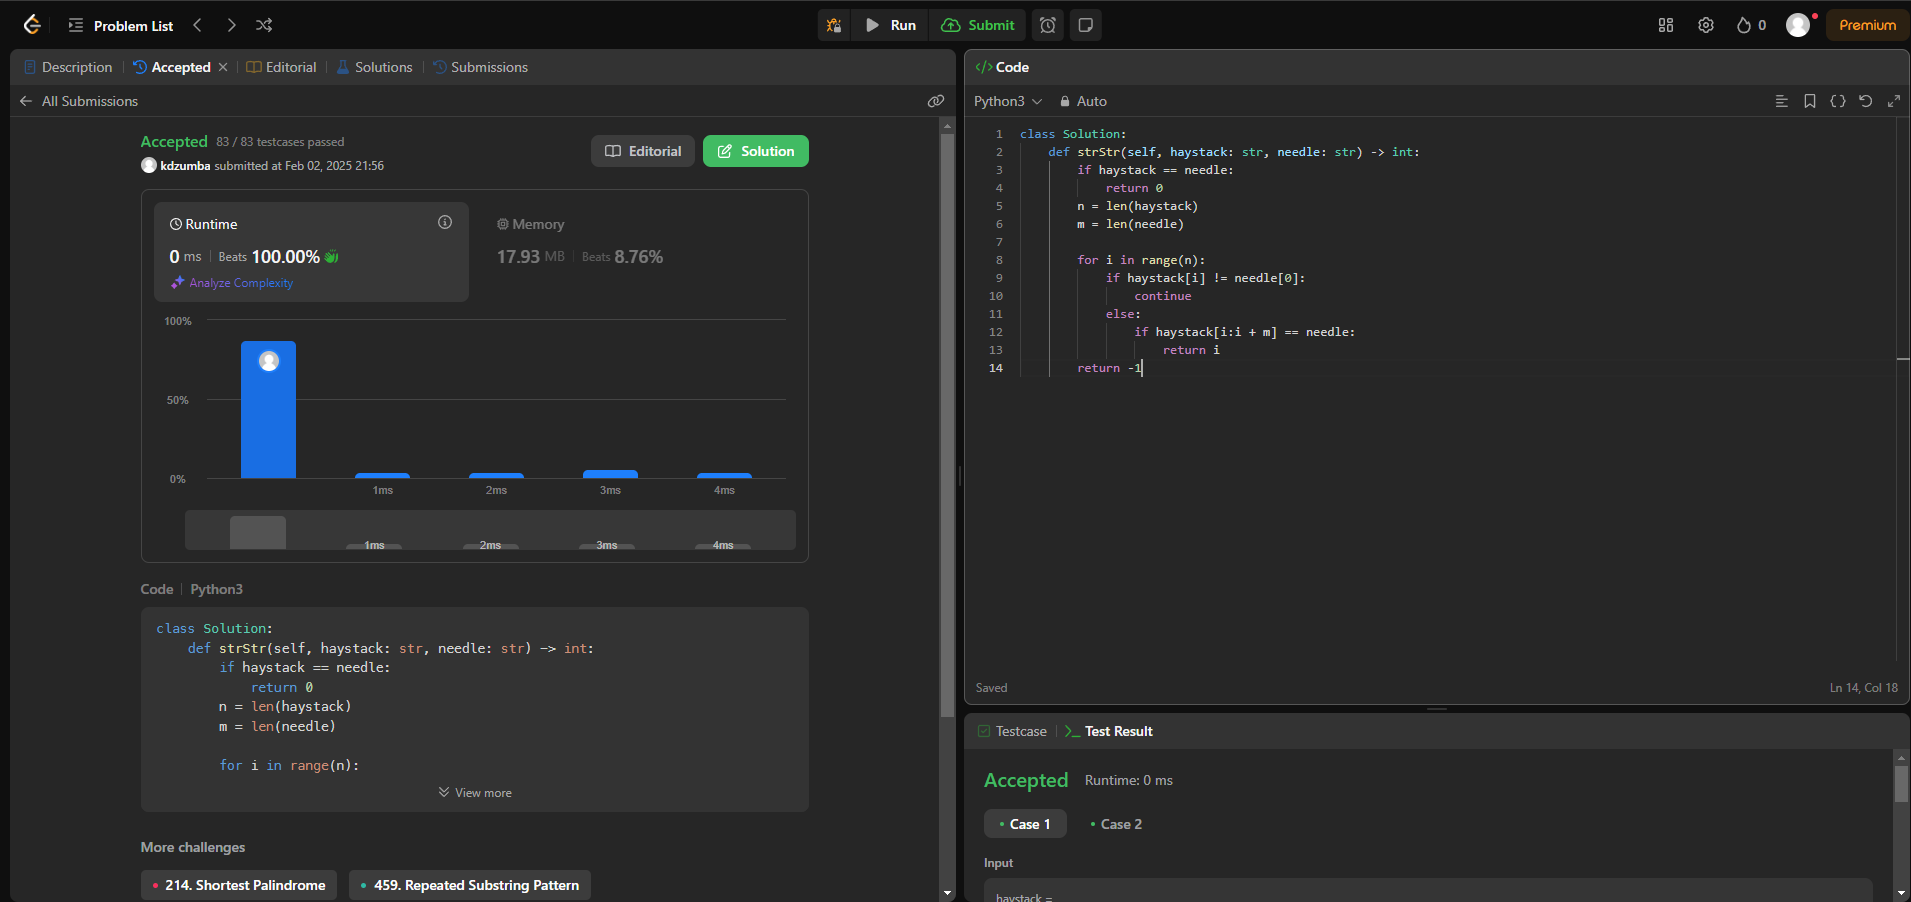 Problem List
Run
Submit
0
Premium
Description
Accepted
Editorial
Solutions
Submissions
All Submissions
Accepted 83 / 83 testcases passed
kdzumba submitted at Feb 02, 2025 21:56
Editorial
Solution
Runtime
0 ms Beats 100.00%
Analyze Complexity
Memory
17.93 MB Beats 8.76%
100%
50%
0%
1ms
2ms
3ms
4ms
1ms
2ms
3ms
4ms
Code Python3
class Solution:
    def strStr(self, haystack: str, needle: str) -> int:
        if haystack == needle:
            return 0
        n = len(haystack)
        m = len(needle)
        for i in range(n):
View more
More challenges
214. Shortest Palindrome
459. Repeated Substring Pattern
</> Code
Python3
Auto
1 class Solution:
2     def strStr(self, haystack: str, needle: str) -> int:
3         if haystack == needle:
4             return 0
5         n = len(haystack)
6         m = len(needle)
7
8         for i in range(n):
9             if haystack[i] != needle[0]:
10                 continue
11             else:
12                 if haystack[i:i + m] == needle:
13                     return i
14         return -1
Saved
Ln 14, Col 18
Testcase
Test Result
Accepted Runtime: 0 ms
Case 1
Case 2
Input
haystack =